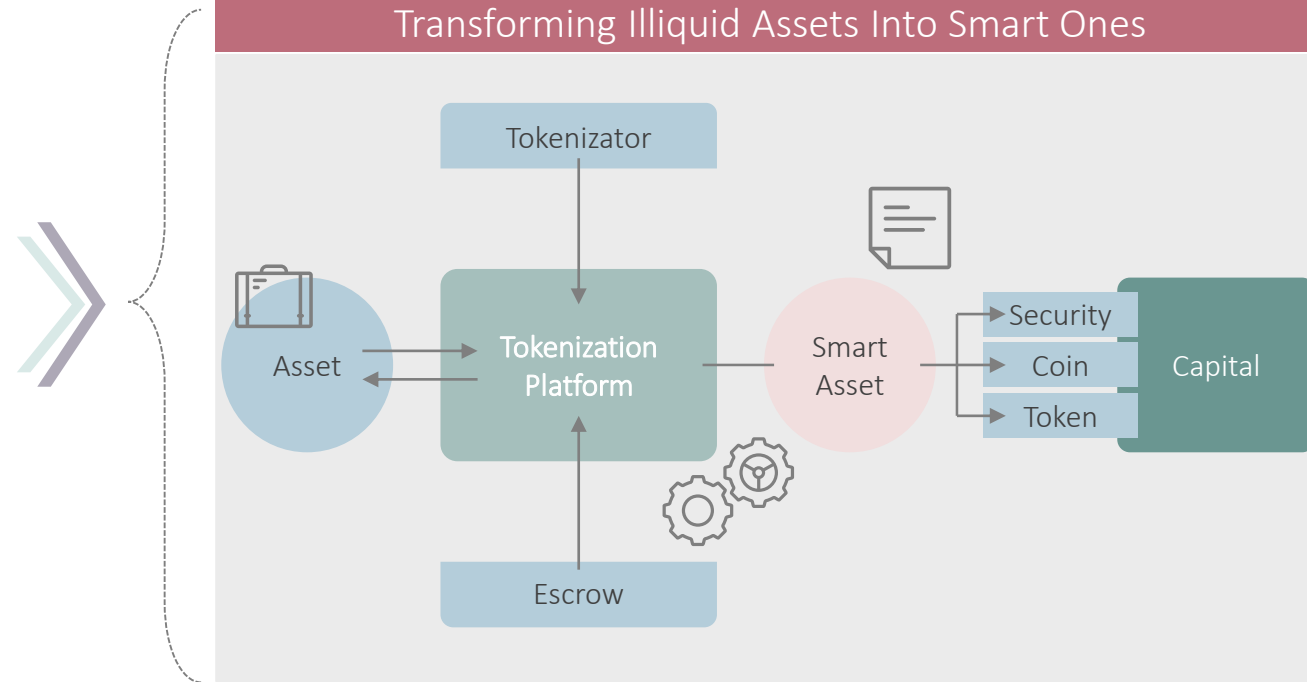 Transforming Illiquid Assets Into Smart Ones
Tokenizator
Asset
Tokenization
Platform
Smart
Asset
Security
Coin
Token
Capital
Escrow